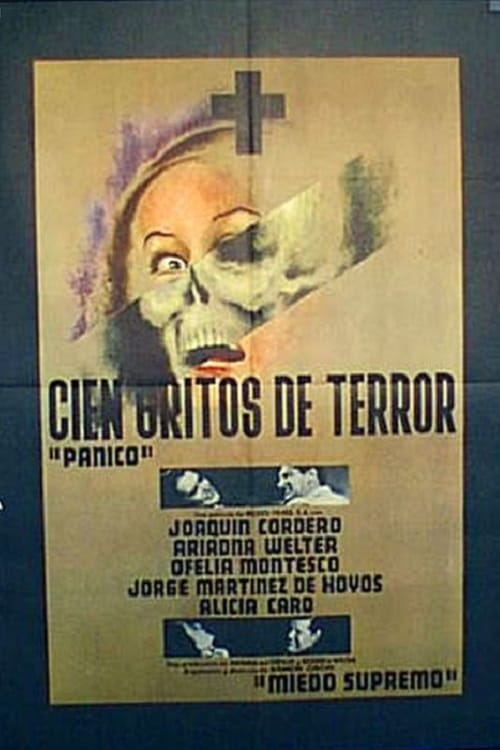 CIEN GRITOS DE TERROR
"PANICO"
JOAQUIN CORDERO
ARIADNA WELTER
OFELIA MONTESCO
JORGE MARTINEZ DE HOYOS
ALICIA CARO
"MIEDO SUPREMO"